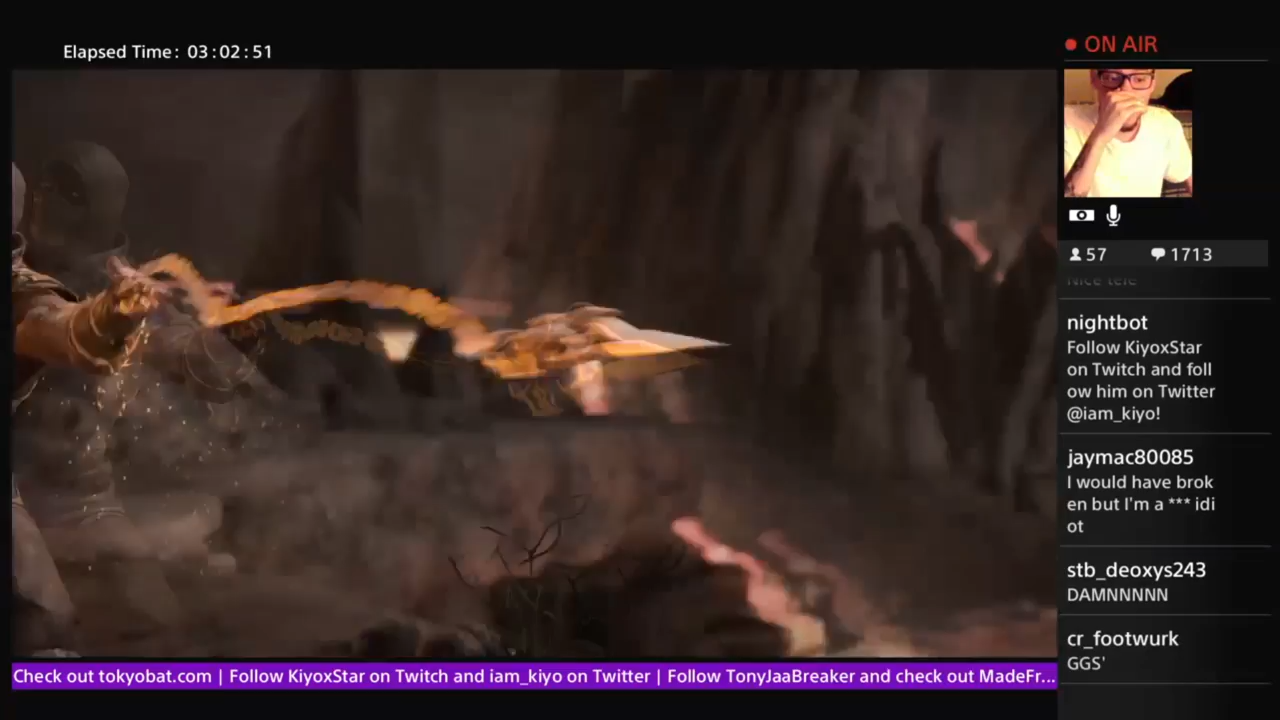 Elapsed Time: 03:02:51
ON AIR
57 1713
Nice tele
nightbot
Follow KiyoxStar
on Twitch and foll
ow him on Twitter
@iam_kiyo!
jaymac80085
I would have brok
en but I'm a *** idi
ot
stb_deoxys243
DAMNNNNN
cr_footwurk
GGS'
Check out tokyobat.com | Follow KiyoxStar on Twitch and iam_kiyo on Twitter | Follow TonyJaaBreaker and check out MadeFr...